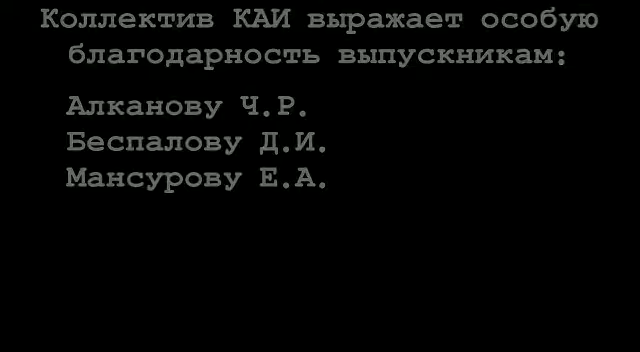 Коллектив КАИ выражает особую
благодарность выпускникам:
Алканову Ч.Р.
Беспалову Д.И.
Мансурову Е.А.